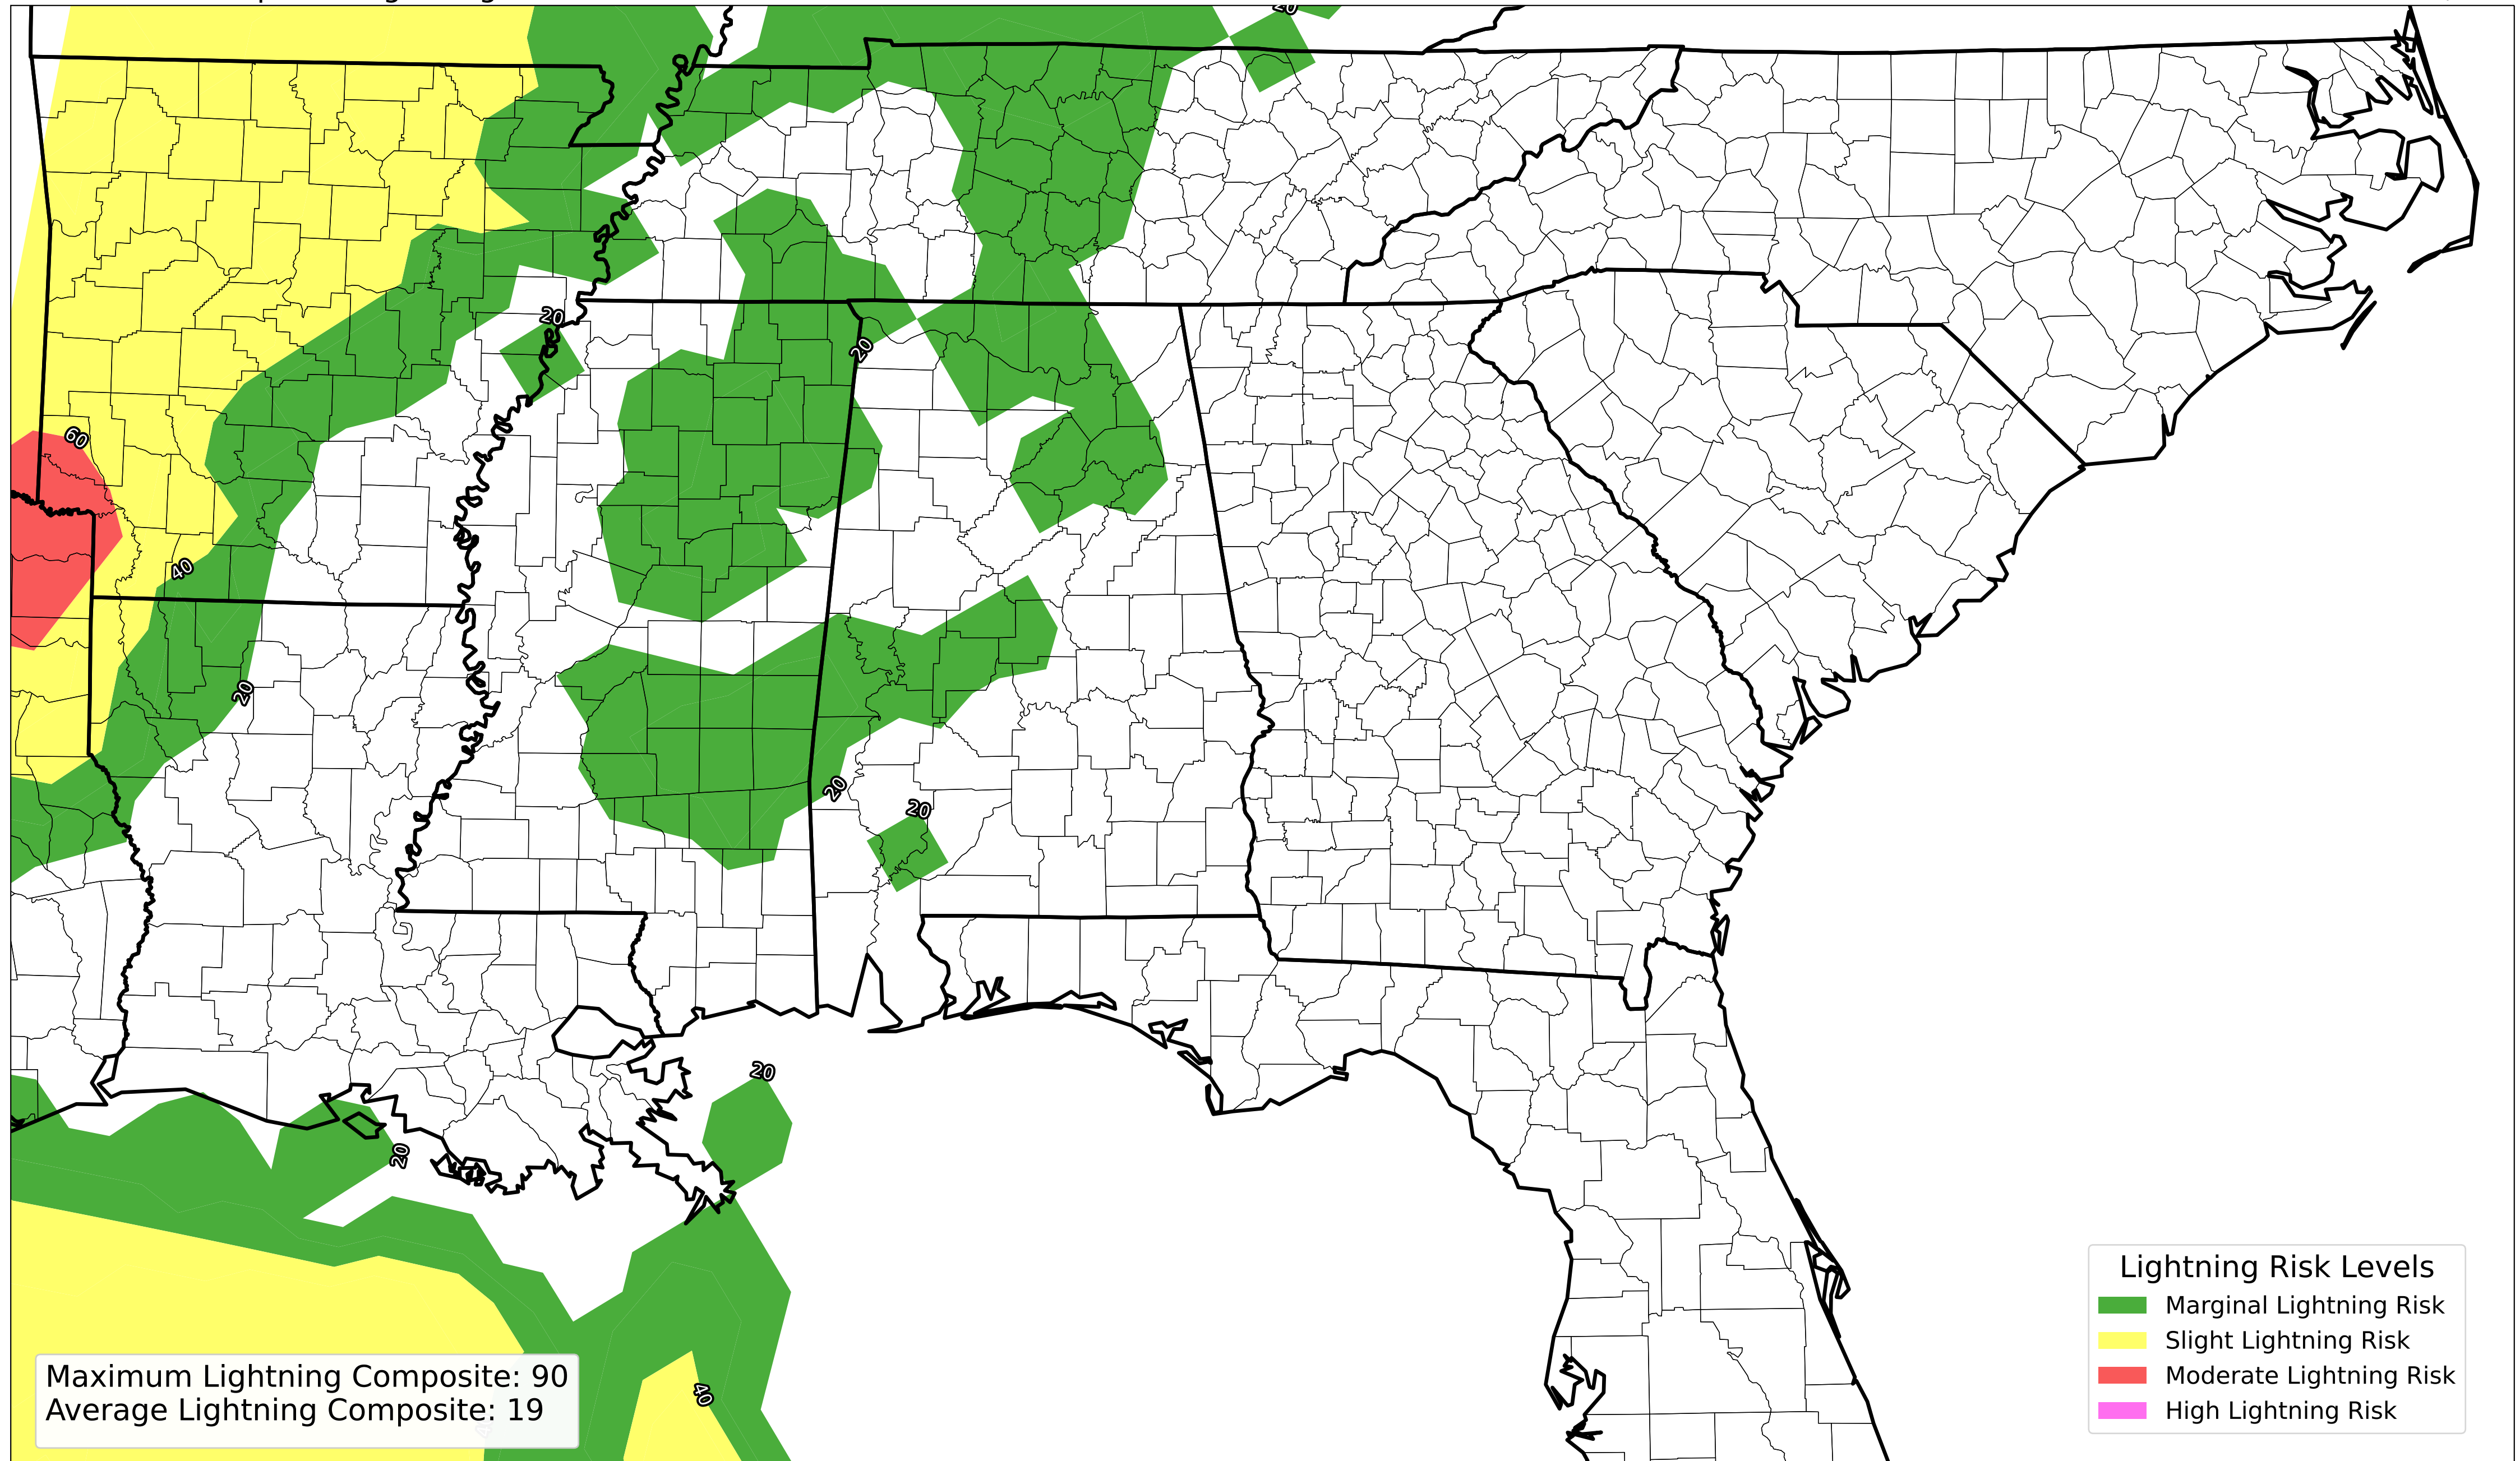 20
20
20
60
40
20
20
20
20
20
40
Lightning Risk Levels
Marginal Lightning Risk
Slight Lightning Risk
Moderate Lightning Risk
High Lightning Risk
Maximum Lightning Composite: 90
Average Lightning Composite: 19